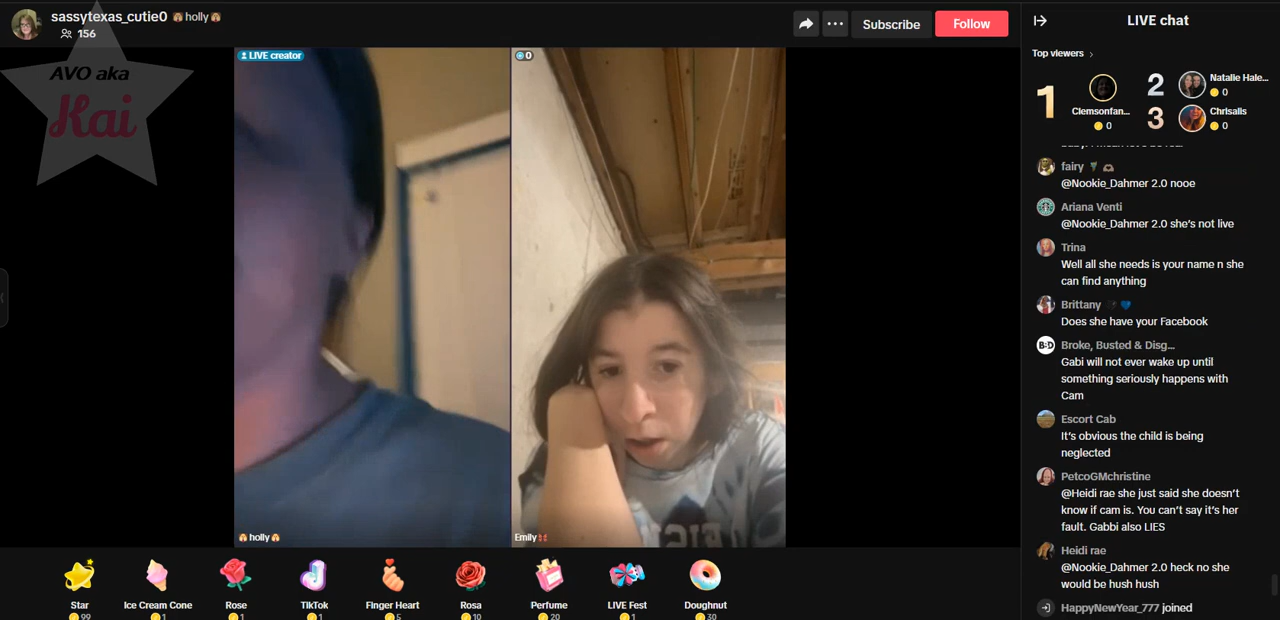 sassytexas_cutie0 🙈holly🙈
156
Subscribe
Follow
AVO aka
Kai
LIVE creator
0
🙈holly🙈
Emily🎀
Star
99
Ice Cream Cone
1
Rose
1
TikTok
1
Finger Heart
5
Rosa
10
Perfume
20
LIVE Fest
1
Doughnut
30
LIVE chat
Top viewers
1
Clemsonfan...
0
2
Natalie Hale...
0
3
Chrisalis
0
fairy
@Nookie_Dahmer 2.0 nooe
Ariana Venti
@Nookie_Dahmer 2.0 she's not live
Trina
Well all she needs is your name n she
can find anything
Brittany
Does she have your Facebook
B&D
Broke, Busted & Disg...
Gabi will not ever wake up until
something seriously happens with
Cam
Escort Cab
It's obvious the child is being
neglected
PetcoGMchristine
@Heidi rae she just said she doesn't
know if cam is. You can't say it's her
fault. Gabbi also LIES
Heidi rae
@Nookie_Dahmer 2.0 heck no she
would be hush hush
HappyNewYear_777 joined